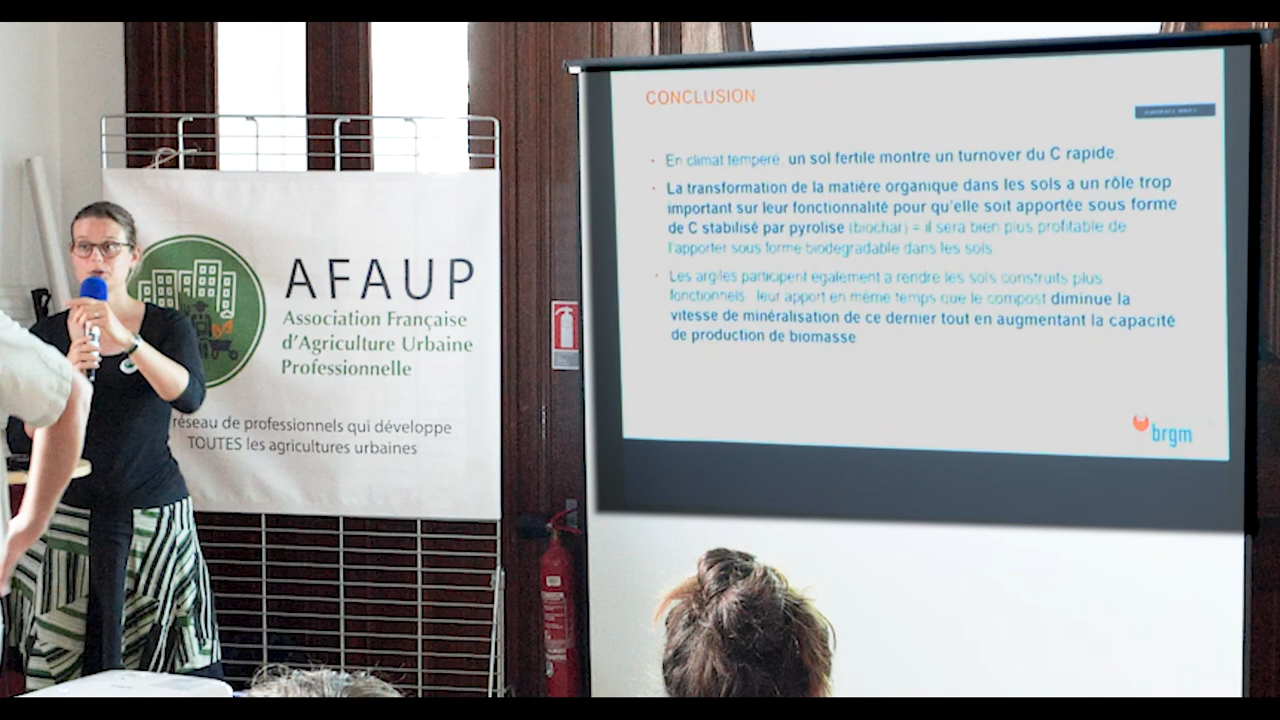 AFAUP
Association Française
d'Agriculture Urbaine
Professionnelle
réseau de professionnels qui développe
TOUTES les agricultures urbaines
CONCLUSION
En climat tempéré, un sol fertile montre un turnover du C rapide
La transformation de la matière organique dans les sols a un rôle trop
important sur leur fonctionnalité pour qu'elle soit apportée sous forme
de C stabilisé par pyrolise (biochar) = il sera bien plus profitable de
l'apporter sous forme biodégradable dans les sols.
Les argiles participent également à rendre les sols construits plus
fonctionnels : leur apport en même temps que le compost diminue la
vitesse de minéralisation de ce dernier tout en augmentant la capacité
de production de biomasse
brgm